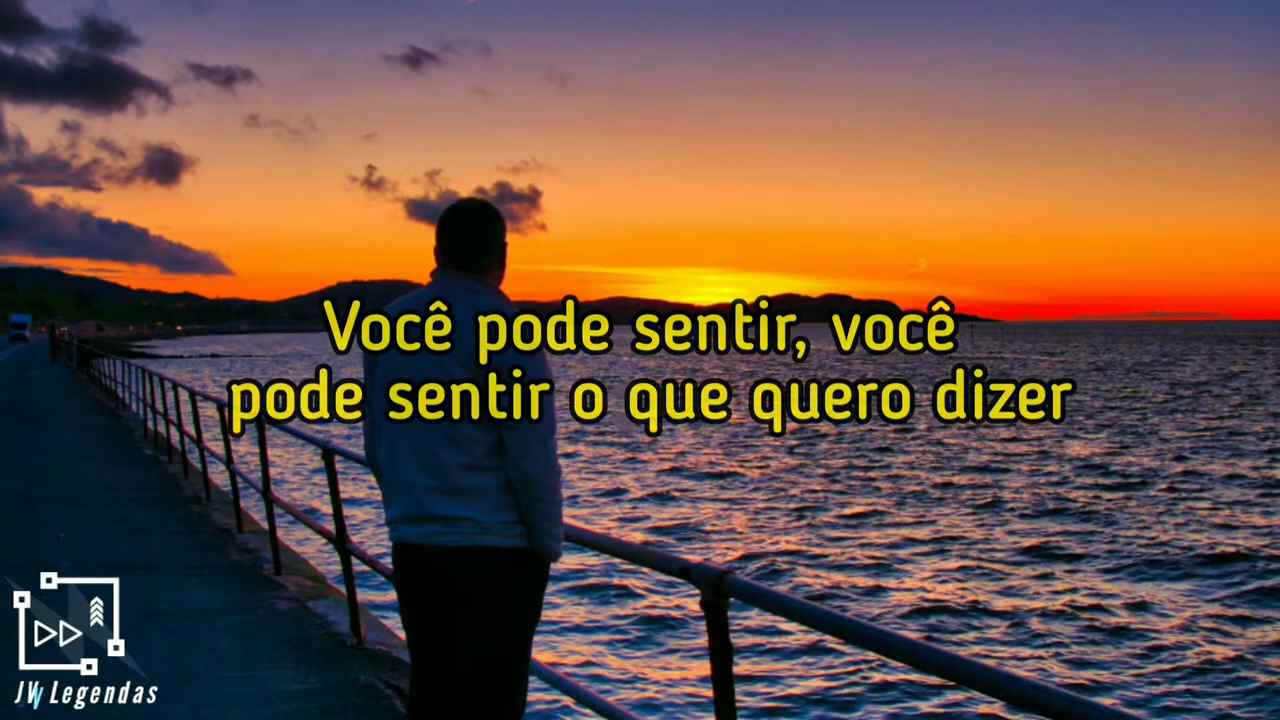 Você pode sentir, você
pode sentir o que quero dizer
JW Legendas